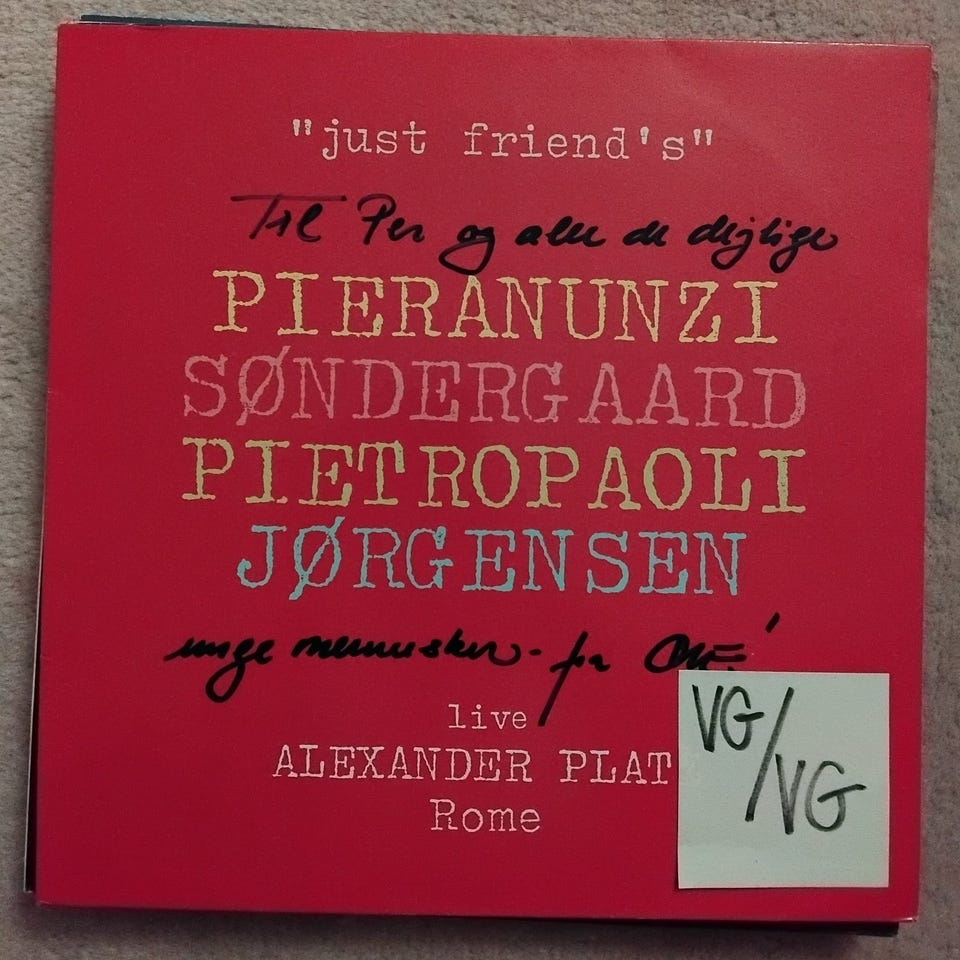 "just friend's"
Til Per og alle de dejlige
PIERANUNZI
SØNDERGAARD
PIETROPAOLI
JØRGENSEN
unge mennesker - fra
live
ALEXANDER PLAT
Rome
VG/VG